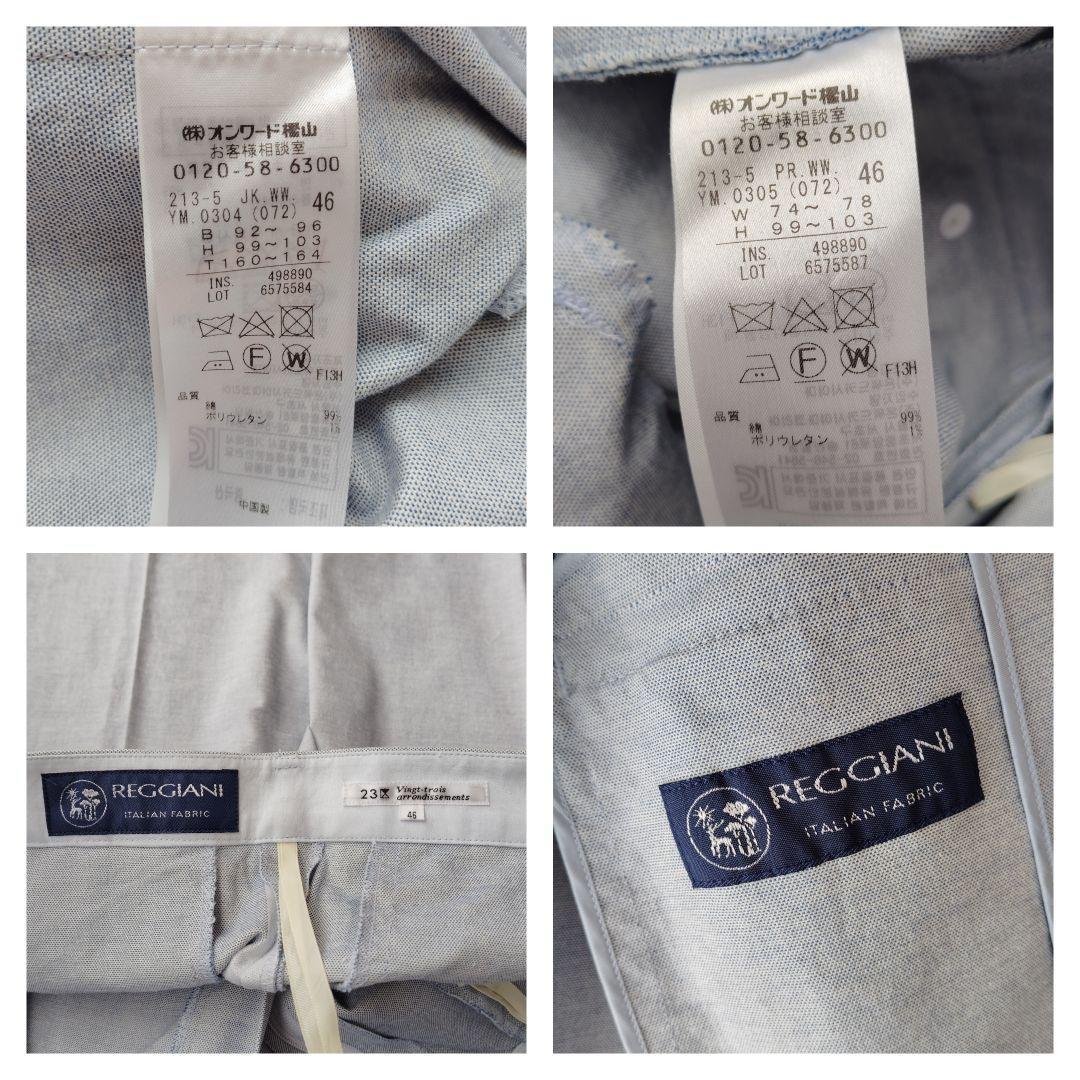 (株)オンワード樫山
お客様相談室
0120-58-6300
213-5 JK.WW. 46
YM.0304(072)
B 92～ 96
H 99～103
T 160～164
INS. 498890
LOT 6575584
F
W
F13H
品質
綿 99%
ポリウレタン 1%
(株)オンワード樫山
お客様相談室
0120-58-6300
213-5 PR.WW. 46
YM.0305(072)
W 74～ 78
H 99～103
INS. 498890
LOT 6575587
F
W
F13H
品質
綿 99%
ポリウレタン 1%
REGGIANI
ITALIAN FABRIC
23区 Vingt-trois
arrondissements
46
REGGIANI
ITALIAN FABRIC